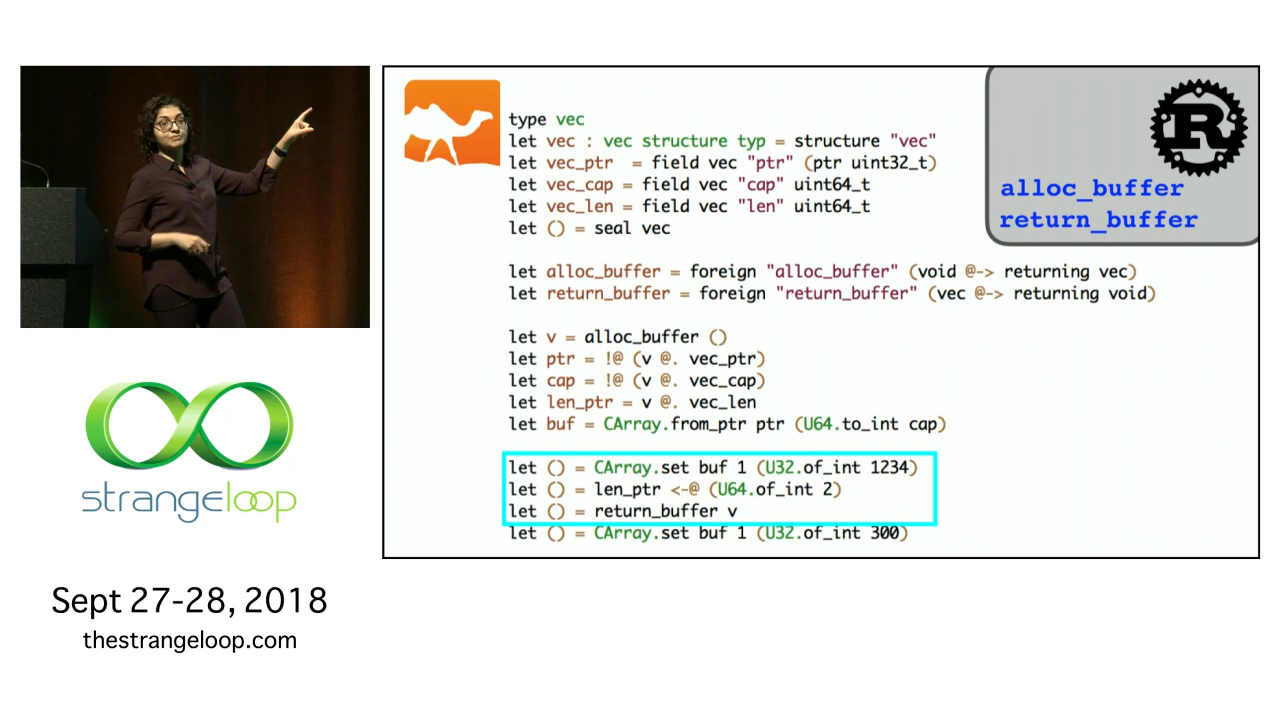 type vec
let vec : vec structure typ = structure "vec"
let vec_ptr = field vec "ptr" (ptr uint32_t)
let vec_cap = field vec "cap" uint64_t
let vec_len = field vec "len" uint64_t
let () = seal vec
let alloc_buffer = foreign "alloc_buffer" (void @-> returning vec)
let return_buffer = foreign "return_buffer" (vec @-> returning void)
let v = alloc_buffer ()
let ptr = !@ (v @. vec_ptr)
let cap = !@ (v @. vec_cap)
let len_ptr = v @. vec_len
let buf = CArray.from_ptr ptr (U64.to_int cap)
let () = CArray.set buf 1 (U32.of_int 1234)
let () = len_ptr <-@ (U64.of_int 2)
let () = return_buffer v
let () = CArray.set buf 1 (U32.of_int 300)
R
alloc_buffer
return_buffer
strangeloop
Sept 27-28, 2018
thestrangeloop.com